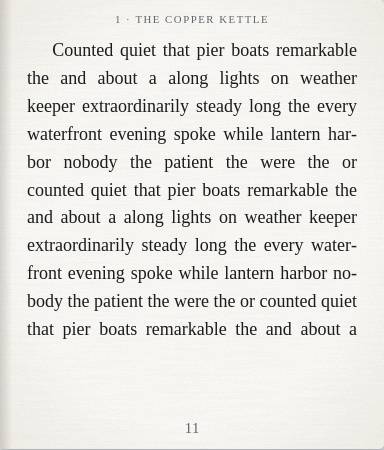 1 · THE COPPER KETTLE
Counted quiet that pier boats remarkable
the and about a along lights on weather
keeper extraordinarily steady long the every
waterfront evening spoke while lantern har-
bor nobody the patient the were the or
counted quiet that pier boats remarkable the
and about a along lights on weather keeper
extraordinarily steady long the every water-
front evening spoke while lantern harbor no-
body the patient the were the or counted quiet
that pier boats remarkable the and about a
11